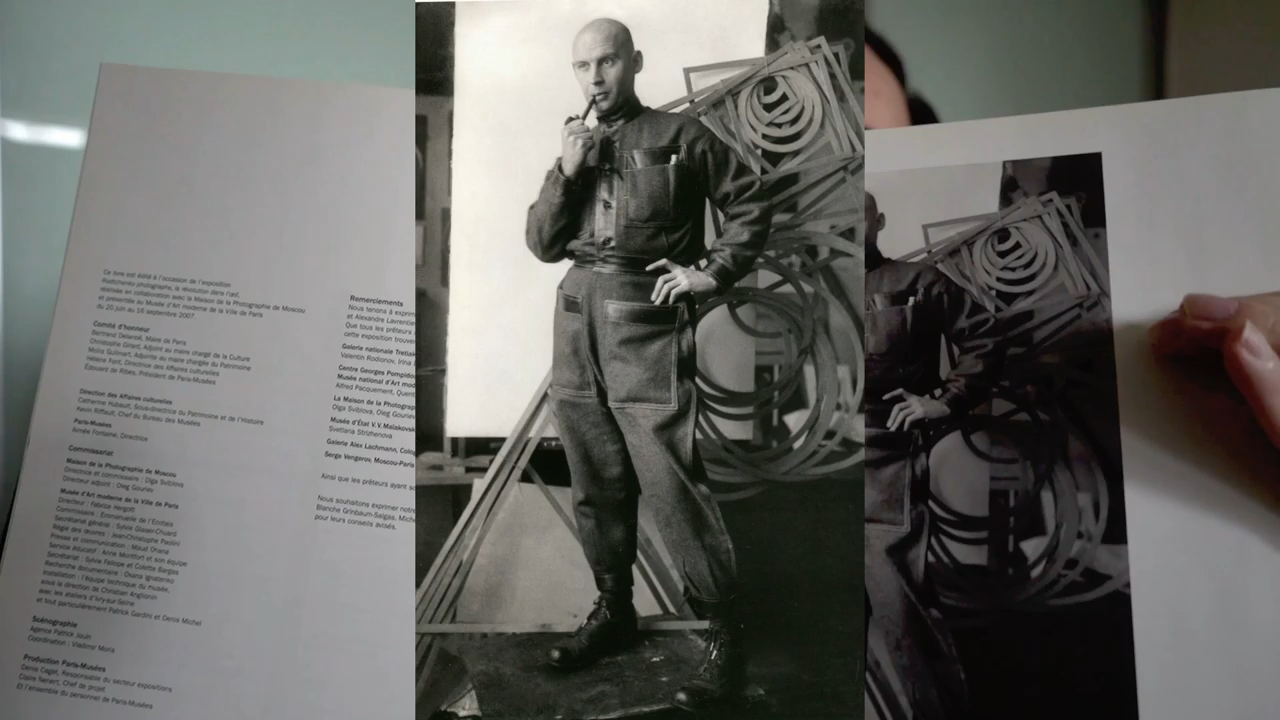 Ce livre est édité à l'occasion de l'exposition
Rodtchenko photographe, la révolution dans l'œil,
réalisée en collaboration avec la Maison de la Photographie de Moscou
et présentée au Musée d'Art moderne de la Ville de Paris
du 20 juin au 16 septembre 2007
Comité d'honneur
Bertrand Delanoë, Maire de Paris
Christophe Girard, Adjoint au maire chargé de la Culture
Moïra Guilmart, Adjointe au maire chargée du Patrimoine
Hélène Font, Directrice des Affaires culturelles
Édouard de Ribes, Président de Paris-Musées
Direction des Affaires culturelles
Catherine Hubault, Sous-directrice du Patrimoine et de l'Histoire
Kevin Riffault, Chef du Bureau des Musées
Paris-Musées
Aimée Fontaine, Directrice
Commissariat
Maison de la Photographie de Moscou
Directrice et commissaire : Olga Sviblova
Directeur adjoint : Oleg Gouriev
Musée d'Art moderne de la Ville de Paris
Directeur : Fabrice Hergott
Commissaire : Emmanuelle de l'Ecotais
Secrétariat général : Sylvie
Régie des œuvres : Jean-Christophe Paolini
Presse et communication : Maud Ohana
Service éducatif : Anne Montfort et son équipe
Secrétariat : Sylvie et Colette Barges
Recherche documentaire : Oxana Ignatenko
Installation : l'équipe technique du musée,
sous la direction de Christian Anglionin
avec les ateliers d'Ivry-sur-Seine
et tout particulièrement Patrick Gardini et Denis Michel
Scénographie
Agence Patrick Jouin
Coordination : Vladimir Moira
Production Paris-Musées
Denis Caget, Responsable du secteur expositions
Claire Nenert, Chef de projet
Et l'ensemble du personnel de Paris-Musées
Remerciements
Nous tenons à exprim
et Alexandre Lavrentiev
Que tous les prêteurs
cette exposition trouvent
Galerie nationale Tretiak
Valentin Rodionov, Irina
Centre Georges Pompidou
Musée national d'Art mod
Alfred Pacquement, Quent
La Maison de la Photograp
Olga Sviblova, Oleg Gouriev
Musée d'État V.V. Maïakovsk
Svetlana Strizhenova
Galerie Alex Lachmann, Colog
Serge Vengerov, Moscou-Paris
Ainsi que les prêteurs ayant so
Nous souhaitons exprimer notre
Blanche Grinbaum-Salgas, Miche
pour leurs conseils avisés.